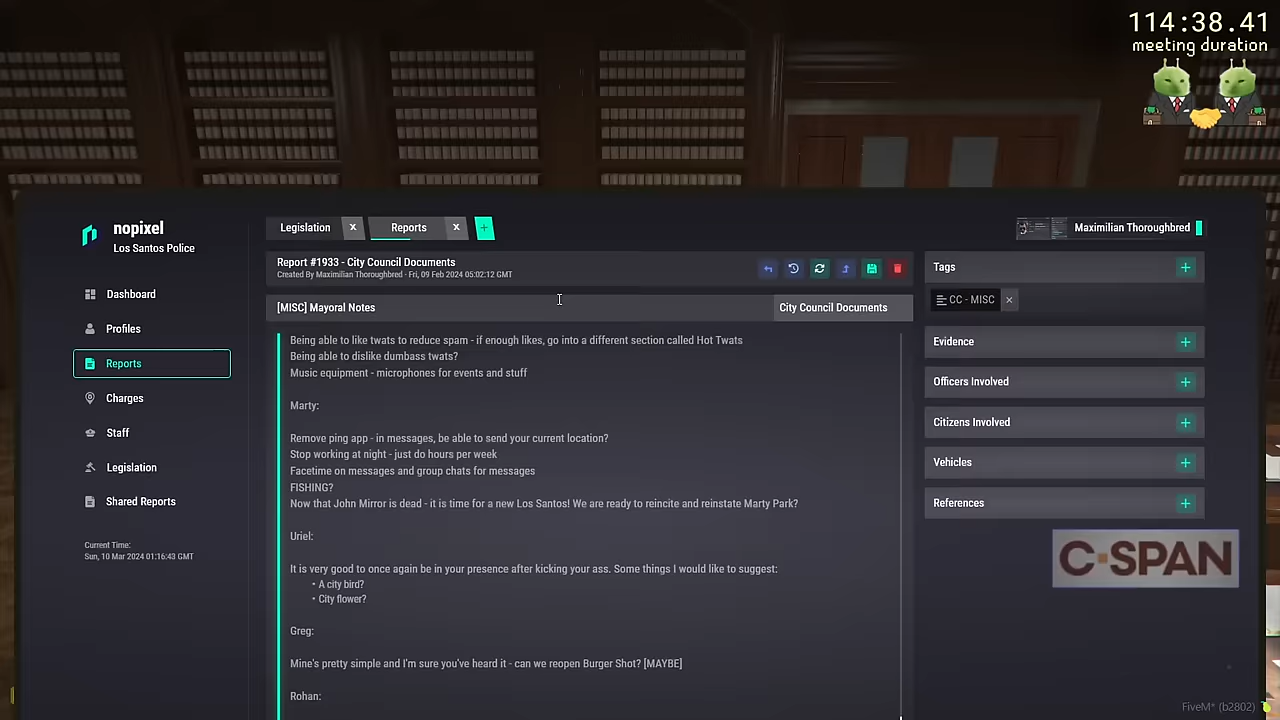 114:38.41
meeting duration
nopixel
Los Santos Police
Legislation x
Reports x
+
Maximilian Thoroughbred
Dashboard
Profiles
Reports
Charges
Staff
Legislation
Shared Reports
Current Time:
Sun, 10 Mar 2024 01:16:43 GMT
Report #1933 - City Council Documents
Created By Maximilian Thoroughbred - Fri, 09 Feb 2024 05:02:12 GMT
[MISC] Mayoral Notes
City Council Documents
Being able to like twats to reduce spam - if enough likes, go into a different section called Hot Twats
Being able to dislike dumbass twats?
Music equipment - microphones for events and stuff
Marty:
Remove ping app - in messages, be able to send your current location?
Stop working at night - just do hours per week
Facetime on messages and group chats for messages
FISHING?
Now that John Mirror is dead - it is time for a new Los Santos! We are ready to reincite and reinstate Marty Park?
Uriel:
It is very good to once again be in your presence after kicking your ass. Some things I would like to suggest:
• A city bird?
• City flower?
Greg:
Mine's pretty simple and I'm sure you've heard it - can we reopen Burger Shot? [MAYBE]
Rohan:
Tags +
CC - MISC ×
Evidence +
Officers Involved +
Citizens Involved +
Vehicles +
References +
C-SPAN
FiveM* (b2802)